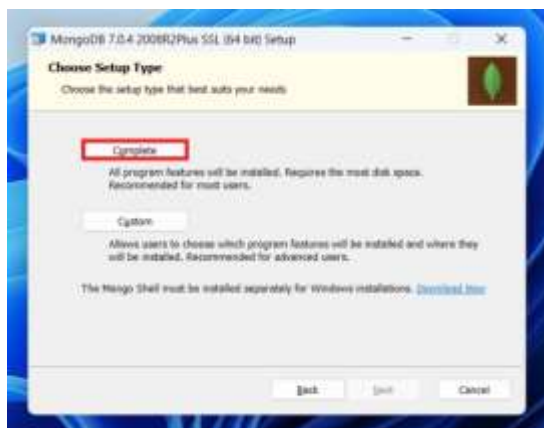 MongoDB 7.0.4 2008R2Plus SSL (64 bit) Setup
Choose Setup Type
Choose the setup type that best suits your needs
Complete
All program features will be installed. Requires the most disk space.
Recommended for most users.
Custom
Allows users to choose which program features will be installed and where they
will be installed. Recommended for advanced users.
The Mongo Shell must be installed separately for Windows installations. Download Now
Back
Next
Cancel